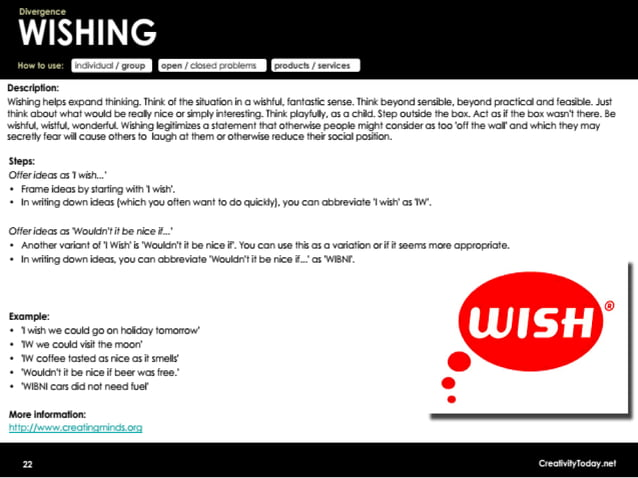 Divergence
WISHING
How to use: individual / group open / closed problems products / services
Description:
Wishing helps expand thinking. Think of the situation in a wishful, fantastic sense. Think beyond sensible, beyond practical and feasible. Just
think about what would be really nice or simply interesting. Think playfully, as a child. Step outside the box. Act as if the box wasn't there. Be
wishful, wistful, wonderful. Wishing legitimizes a statement that otherwise people might consider as too 'off the wall' and which they may
secretly fear will cause others to laugh at them or otherwise reduce their social position.
Steps:
Offer ideas as 'I wish...'
• Frame ideas by starting with 'I wish'.
• In writing down ideas (which you often want to do quickly), you can abbreviate 'I wish' as 'IW'.
Offer ideas as 'Wouldn't it be nice if...'
• Another variant of 'I Wish' is 'Wouldn't it be nice if'. You can use this as a variation or if it seems more appropriate.
• In writing down ideas, you can abbreviate 'Wouldn't it be nice if...' as 'WIBNI'.
Example:
• 'I wish we could go on holiday tomorrow'
• 'IW we could visit the moon'
• 'IW coffee tasted as nice as it smells'
• 'Wouldn't it be nice if beer was free.'
• 'WIBNI cars did not need fuel'
WISH®
More information:
http://www.creatingminds.org
22
CreativityToday.net